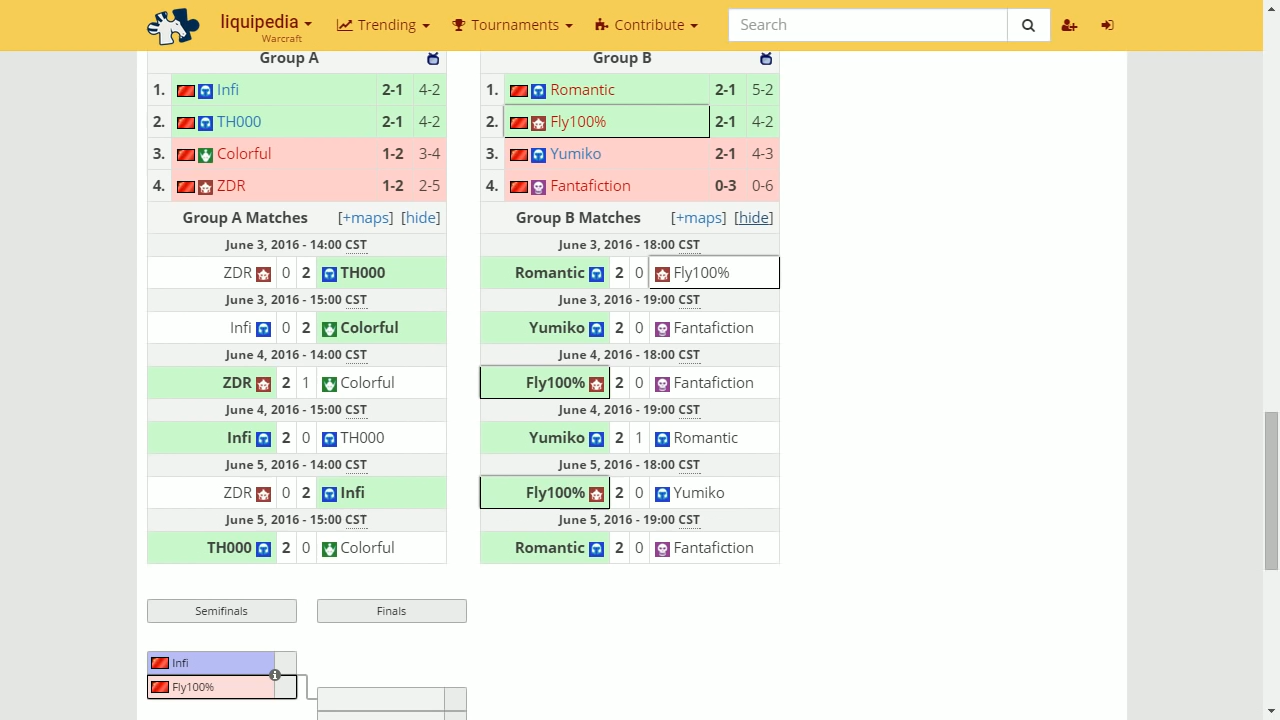 liquipedia
Warcraft
Trending
Tournaments
Contribute
Search
Group A
1. Infi 2-1 4-2
2. TH000 2-1 4-2
3. Colorful 1-2 3-4
4. ZDR 1-2 2-5
Group A Matches [+maps] [hide]
June 3, 2016 - 14:00 CST
ZDR 0 2 TH000
June 3, 2016 - 15:00 CST
Infi 0 2 Colorful
June 4, 2016 - 14:00 CST
ZDR 2 1 Colorful
June 4, 2016 - 15:00 CST
Infi 2 0 TH000
June 5, 2016 - 14:00 CST
ZDR 0 2 Infi
June 5, 2016 - 15:00 CST
TH000 2 0 Colorful
Group B
1. Romantic 2-1 5-2
2. Fly100% 2-1 4-2
3. Yumiko 2-1 4-3
4. Fantafiction 0-3 0-6
Group B Matches [+maps] [hide]
June 3, 2016 - 18:00 CST
Romantic 2 0 Fly100%
June 3, 2016 - 19:00 CST
Yumiko 2 0 Fantafiction
June 4, 2016 - 18:00 CST
Fly100% 2 0 Fantafiction
June 4, 2016 - 19:00 CST
Yumiko 2 1 Romantic
June 5, 2016 - 18:00 CST
Fly100% 2 0 Yumiko
June 5, 2016 - 19:00 CST
Romantic 2 0 Fantafiction
Semifinals
Finals
Infi
Fly100%